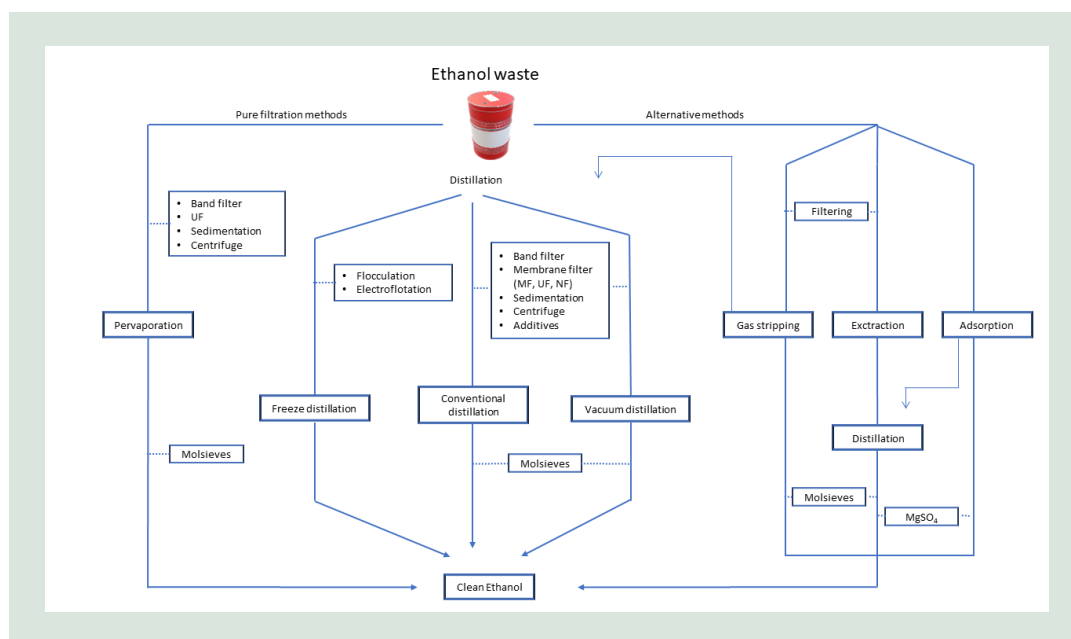 Ethanol waste
Pure filtration methods
Alternative methods
Distillation
• Band filter
• UF
• Sedimentation
• Centrifuge
Filtering
• Flocculation
• Electroflotation
• Band filter
• Membrane filter
(MF, UF, NF)
• Sedimentation
• Centrifuge
• Additives
Pervaporation
Gas stripping
Exctraction
Adsorption
Freeze distillation
Conventional
distillation
Vacuum distillation
Distillation
Molsieves
Molsieves
Molsieves
MgSO₄
Clean Ethanol